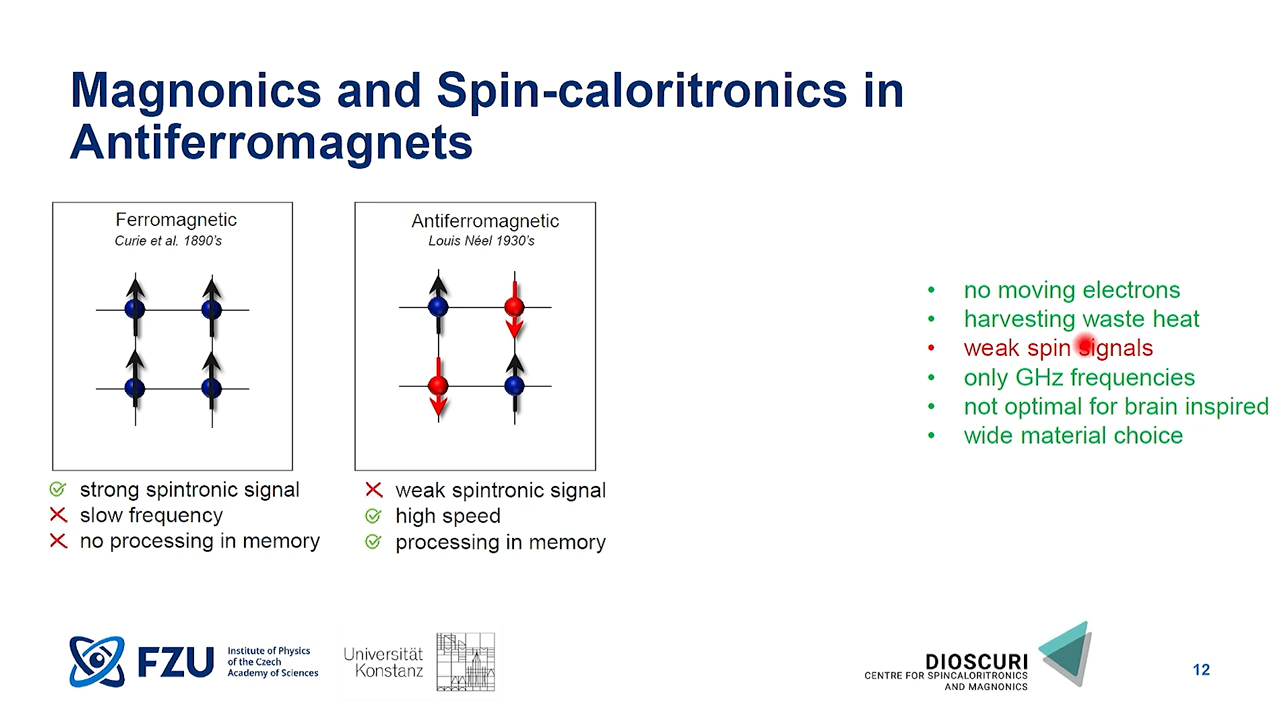 Magnonics and Spin-caloritronics in
Antiferromagnets
Ferromagnetic
Curie et al. 1890's
Antiferromagnetic
Louis Néel 1930's
strong spintronic signal
slow frequency
no processing in memory
weak spintronic signal
high speed
processing in memory
• no moving electrons
• harvesting waste heat
• weak spin signals
• only GHz frequencies
• not optimal for brain inspired
• wide material choice
FZU
Institute of Physics
of the Czech
Academy of Sciences
Universität
Konstanz
DIOSCURI
CENTRE FOR SPINCALORITRONICS
AND MAGNONICS
12